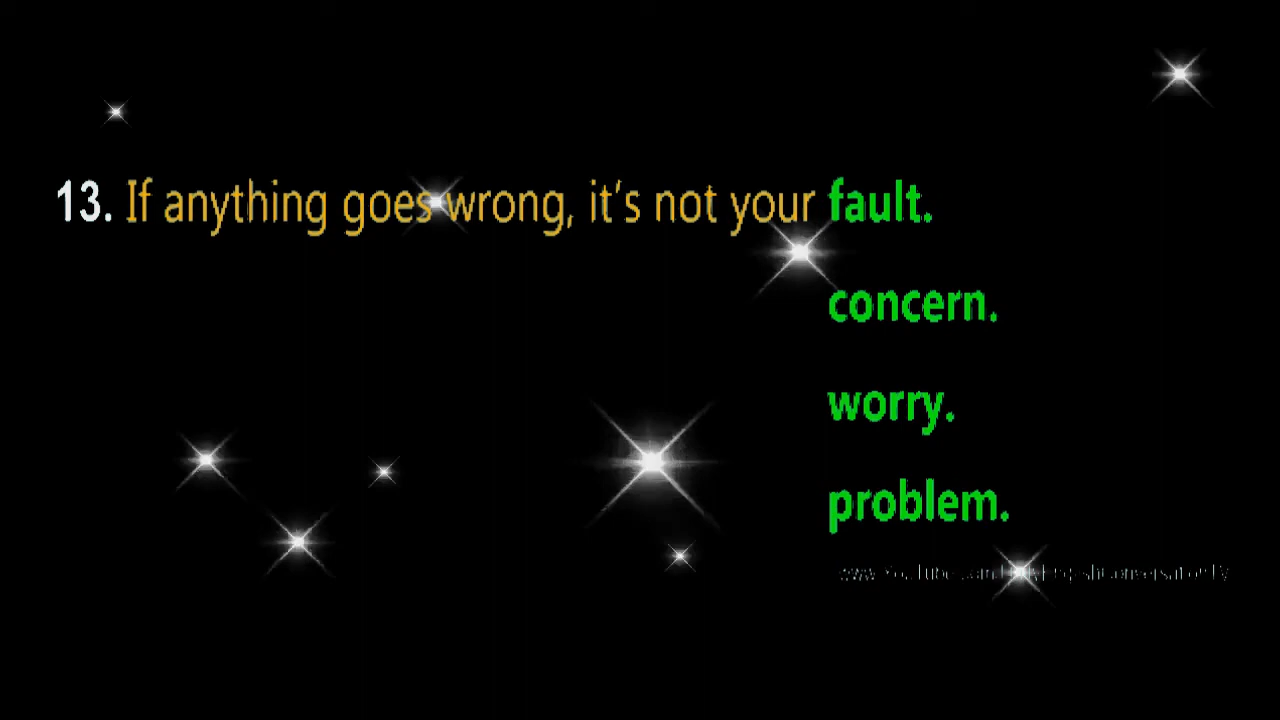 13. If anything goes wrong, it's not your fault.
concern.
worry.
problem.